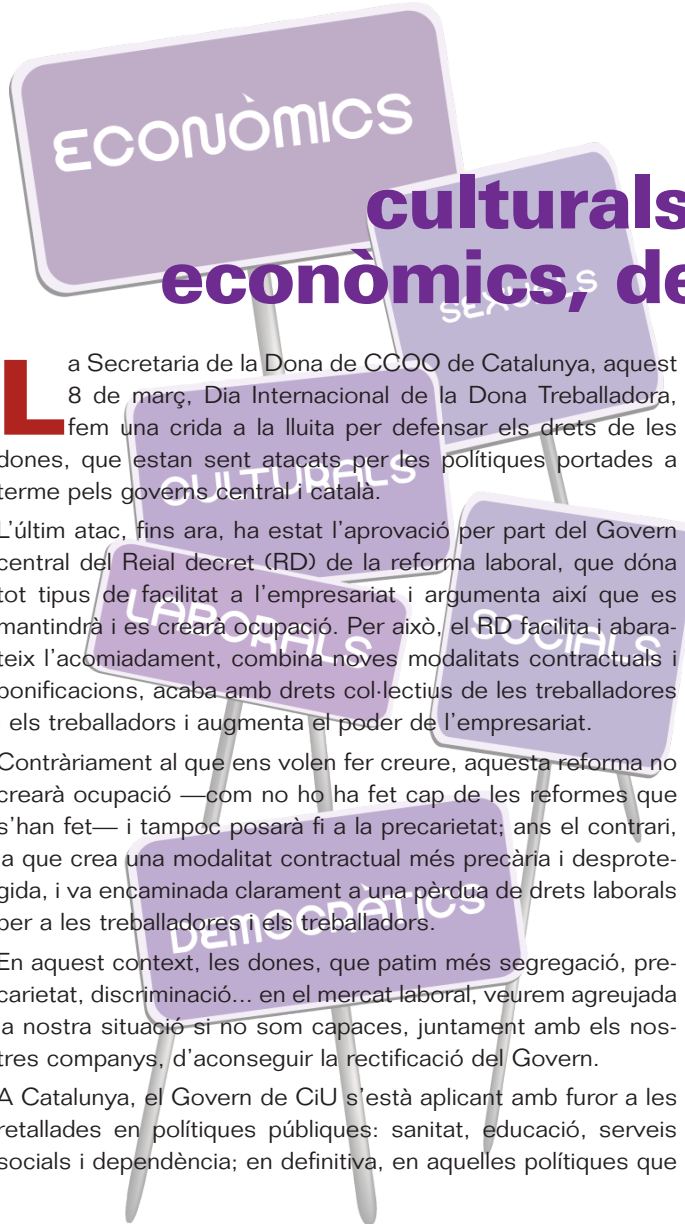 ECONÒMICS
culturals
econòmics, de
SEXUALS
La Secretaria de la Dona de CCOO de Catalunya, aquest
8 de març, Dia Internacional de la Dona Treballadora,
fem una crida a la lluita per defensar els drets de les
dones, que estan sent atacats per les polítiques portades a
terme pels governs central i català.
CULTURALS
L'últim atac, fins ara, ha estat l'aprovació per part del Govern
central del Reial decret (RD) de la reforma laboral, que dóna
tot tipus de facilitat a l'empresariat i argumenta així que es
mantindrà i es crearà ocupació. Per això, el RD facilita i abara-
teix l'acomiadament, combina noves modalitats contractuals i
bonificacions, acaba amb drets col·lectius de les treballadores
els treballadors i augmenta el poder de l'empresariat.
LABORALS
SOCIALS
Contràriament al que ens volen fer creure, aquesta reforma no
crearà ocupació —com no ho ha fet cap de les reformes que
s'han fet— i tampoc posarà fi a la precarietat; ans el contrari,
a que crea una modalitat contractual més precària i desprote-
gida, i va encaminada clarament a una pèrdua de drets laborals
per a les treballadores i els treballadors.
DEMOCRÀTICS
En aquest context, les dones, que patim més segregació, pre-
carietat, discriminació... en el mercat laboral, veurem agreujada
la nostra situació si no som capaces, juntament amb els nos-
tres companys, d'aconseguir la rectificació del Govern.
A Catalunya, el Govern de CiU s'està aplicant amb furor a les
retallades en polítiques públiques: sanitat, educació, serveis
socials i dependència; en definitiva, en aquelles polítiques que